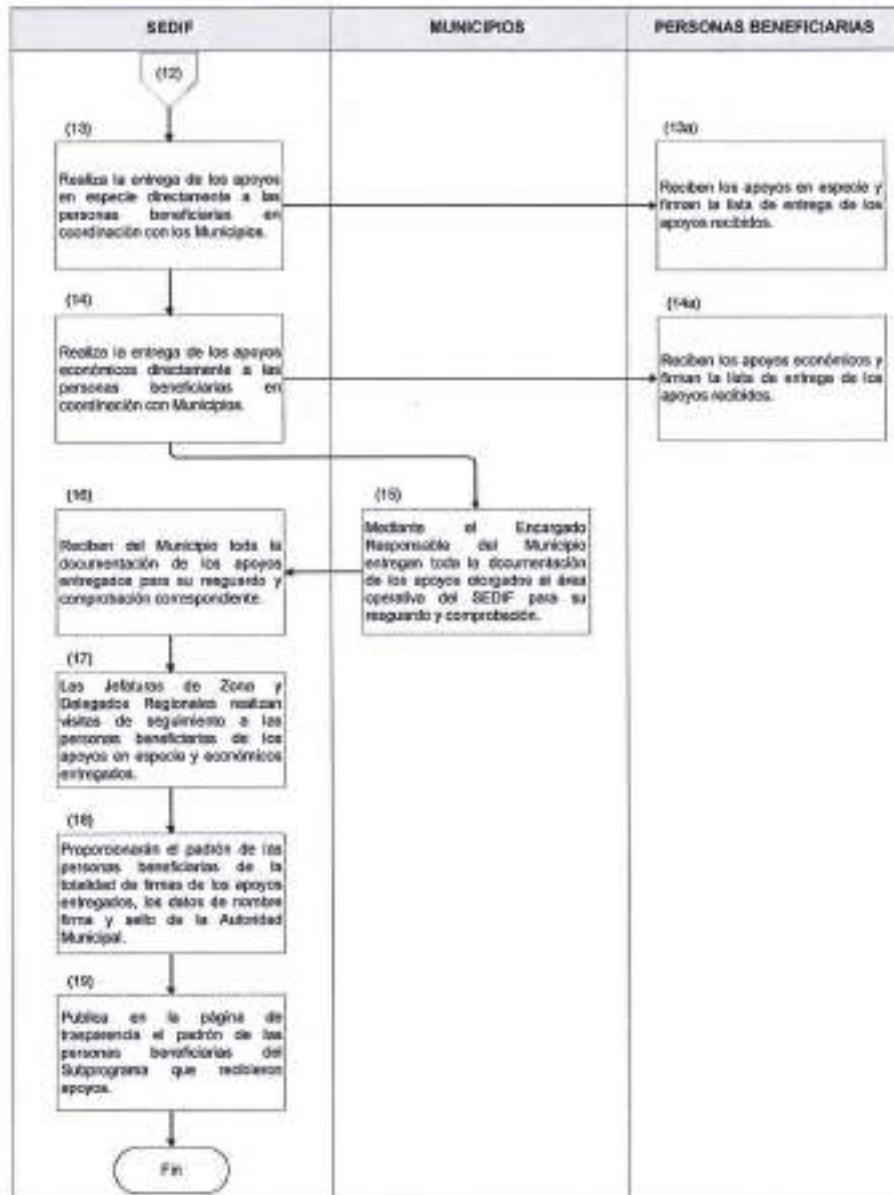 SEDIF
MUNICIPIOS
PERSONAS BENEFICIARIAS
(12)
(13)
Realiza la entrega de los apoyos
en especie directamente a las
personas beneficiarias en
coordinación con los Municipios.
(13a)
Reciben los apoyos en especie y
firman la lista de entrega de los
apoyos recibidos.
(14)
Realiza la entrega de los apoyos
económicos directamente a las
personas beneficiarias en
coordinación con Municipios.
(14a)
Reciben los apoyos económicos y
firman la lista de entrega de los
apoyos recibidos.
(15)
Mediante el Encargado
Responsable del Municipio
entregan toda la documentación
de los apoyos otorgados al área
operativa del SEDIF para su
resguardo y comprobación.
(16)
Reciben del Municipio toda la
documentación de los apoyos
entregados para su resguardo y
comprobación correspondiente.
(17)
Las Jefaturas de Zona y
Delegados Regionales realizan
visitas de seguimiento a las
personas beneficiarias de los
apoyos en especie y económicos
entregados.
(18)
Proporcionarán el padrón de las
personas beneficiarias de la
totalidad de firmas de los apoyos
entregados, los datos de nombre
firma y sello de la Autoridad
Municipal.
(19)
Publica en la página de
trasparencia el padrón de las
personas beneficiarias del
Subprograma que recibieron
apoyos.
Fin